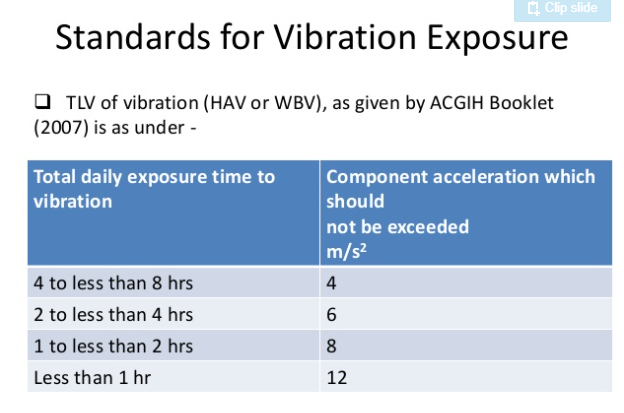 Clip slide
Standards for Vibration Exposure
❑ TLV of vibration (HAV or WBV), as given by ACGIH Booklet
(2007) is as under -
Total daily exposure time to
vibration
Component acceleration which
should
not be exceeded
m/s²
4 to less than 8 hrs 4
2 to less than 4 hrs 6
1 to less than 2 hrs 8
Less than 1 hr 12